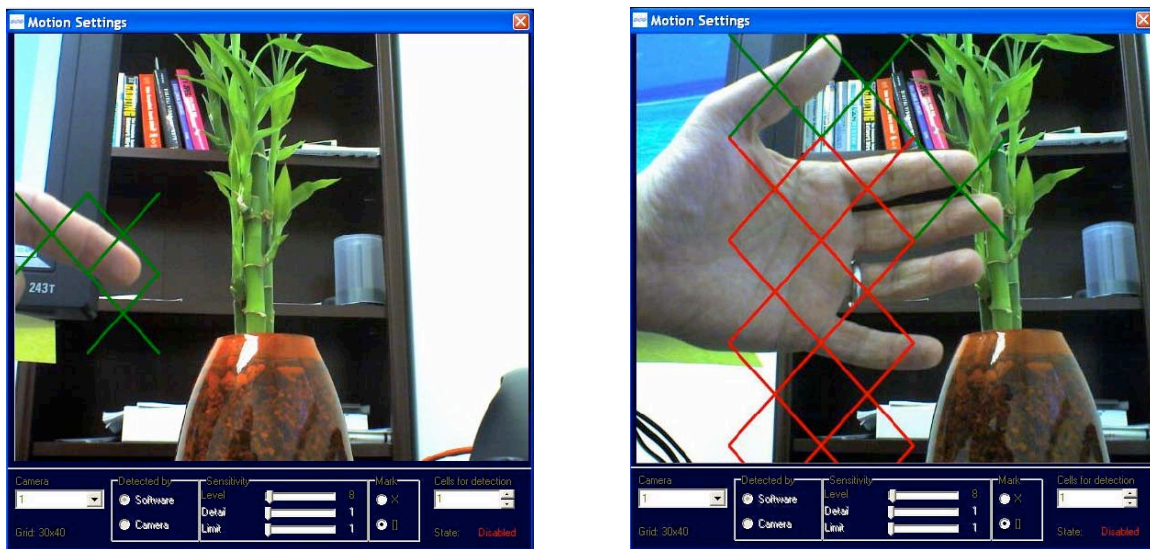 Motion Settings
243T
Camera
Detected by
Sensitivity
Mark
Cells for detection
1
Software
Level
8
X
1
Detail
1
Camera
Limit
1
[]
Grid: 30x40
State:
Disabled
Motion Settings
Camera
Detected by
Sensitivity
Mark
Cells for detection
1
Software
Level
8
X
1
Detail
1
Camera
Limit
1
[]
Grid: 30x40
State:
Disabled